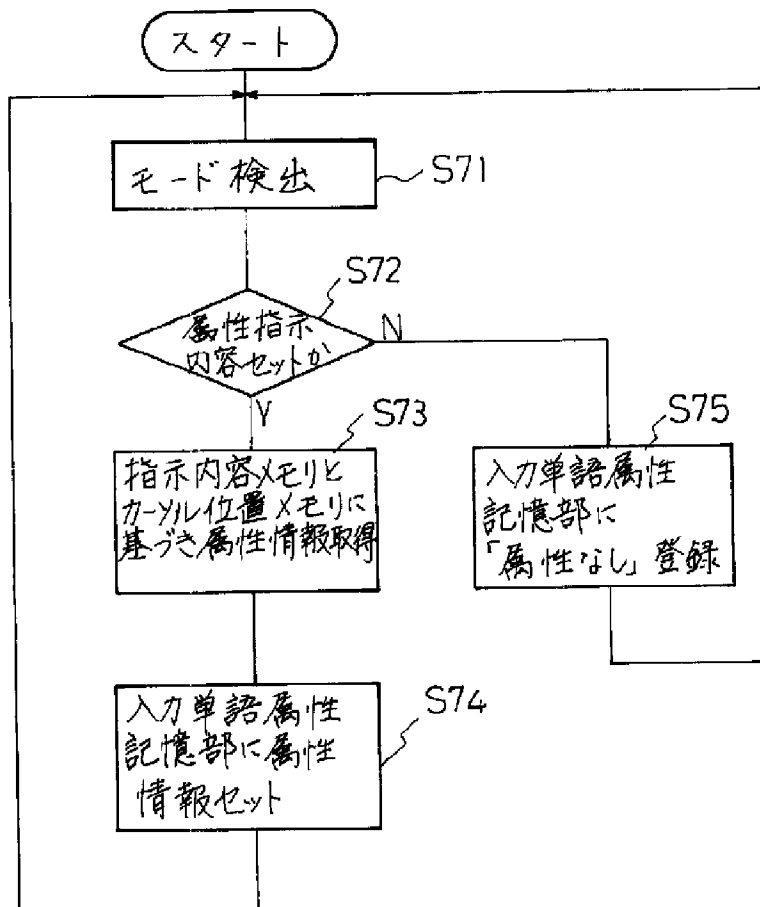 スタート
モード検出
S71
S72
属性指示
内容セットか
N
Y
S73
指示内容メモリと
カーソル位置メモリに
基づき属性情報取得
S75
入力単語属性
記憶部に
「属性なし」登録
S74
入力単語属性
記憶部に属性
情報セット